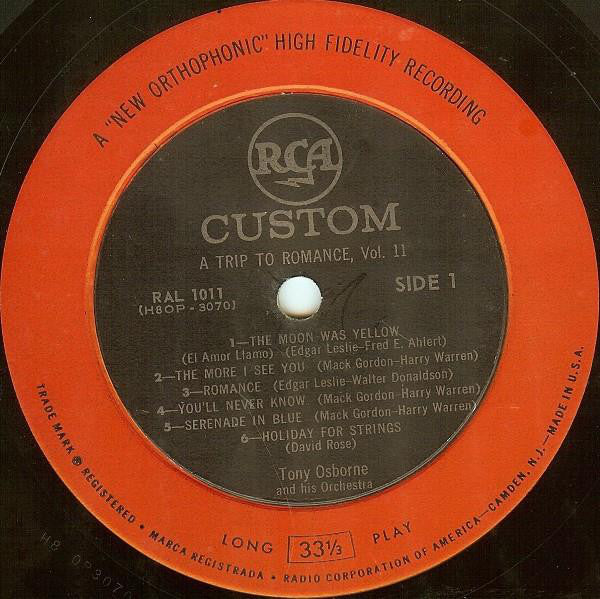 A "NEW ORTHOPHONIC" HIGH FIDELITY RECORDING
RCA
CUSTOM
A TRIP TO ROMANCE, Vol. 11
RAL 1011
(H8OP-3070)
SIDE 1
1—THE MOON WAS YELLOW
(El Amor Llamo) (Edgar Leslie-Fred E. Ahlert)
2—THE MORE I SEE YOU (Mack Gordon-Harry Warren)
3—ROMANCE (Edgar Leslie-Walter Donaldson)
4—YOU'LL NEVER KNOW (Mack Gordon-Harry Warren)
5—SERENADE IN BLUE (Mack Gordon-Harry Warren)
6—HOLIDAY FOR STRINGS
(David Rose)
Tony Osborne
and his Orchestra
LONG 33⅓ PLAY
TRADE MARK ® REGISTERED • MARCA REGISTRADA • RADIO CORPORATION OF AMERICA—CAMDEN, N.J.—MADE IN U.S.A.
H8 OP3070